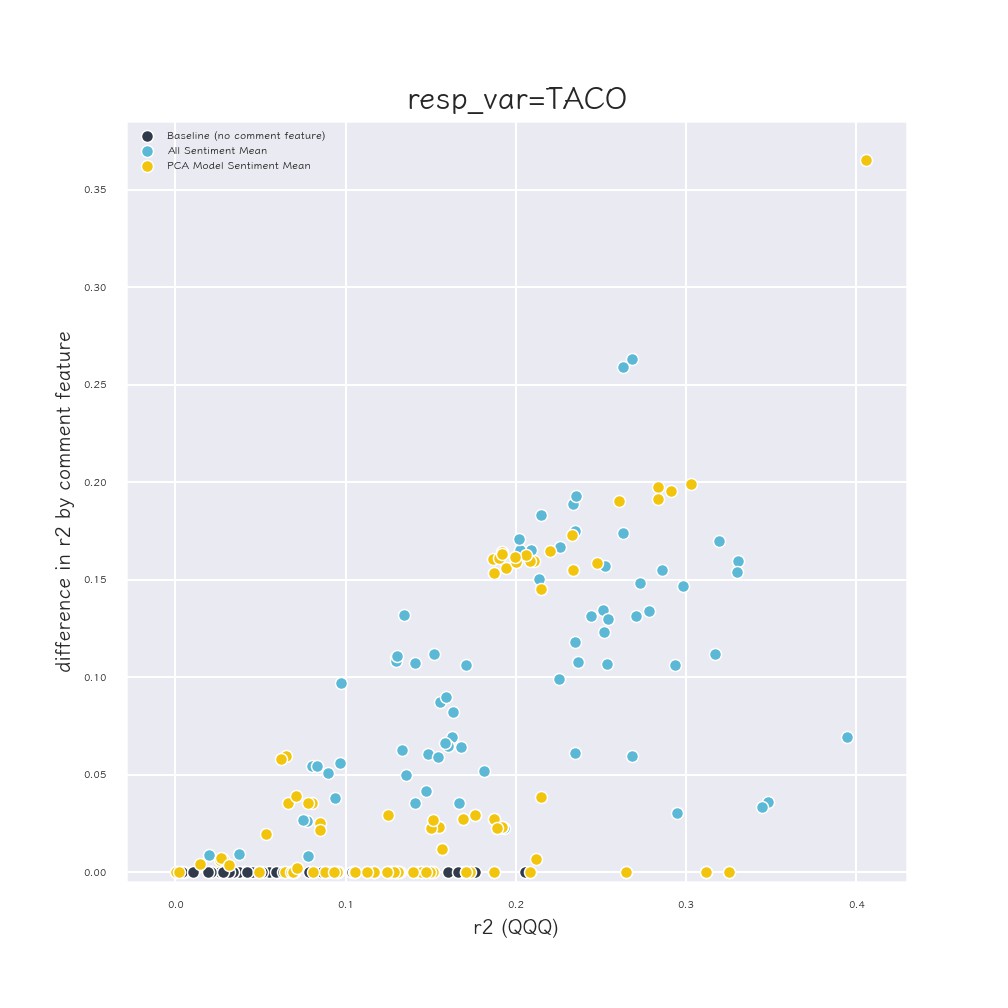 resp_var=TACO
Baseline (no comment feature)
All Sentiment Mean
PCA Model Sentiment Mean
0.35
0.30
0.25
0.20
0.15
0.10
0.05
0.00
difference in r2 by comment feature
0.0 0.1 0.2 0.3 0.4
r2 (QQQ)